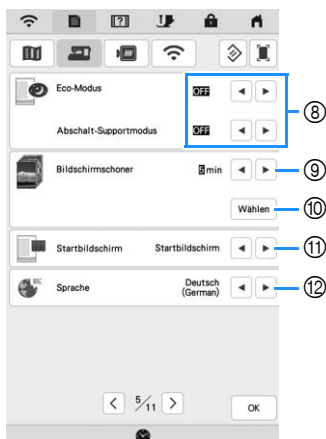 Eco-Modus OFF
⑧
Abschalt-Supportmodus OFF
Bildschirmschoner 5 min ⑨
Wählen ⑩
Startbildschirm Startbildschirm ⑪
Sprache Deutsch (German) ⑫
5/11
OK